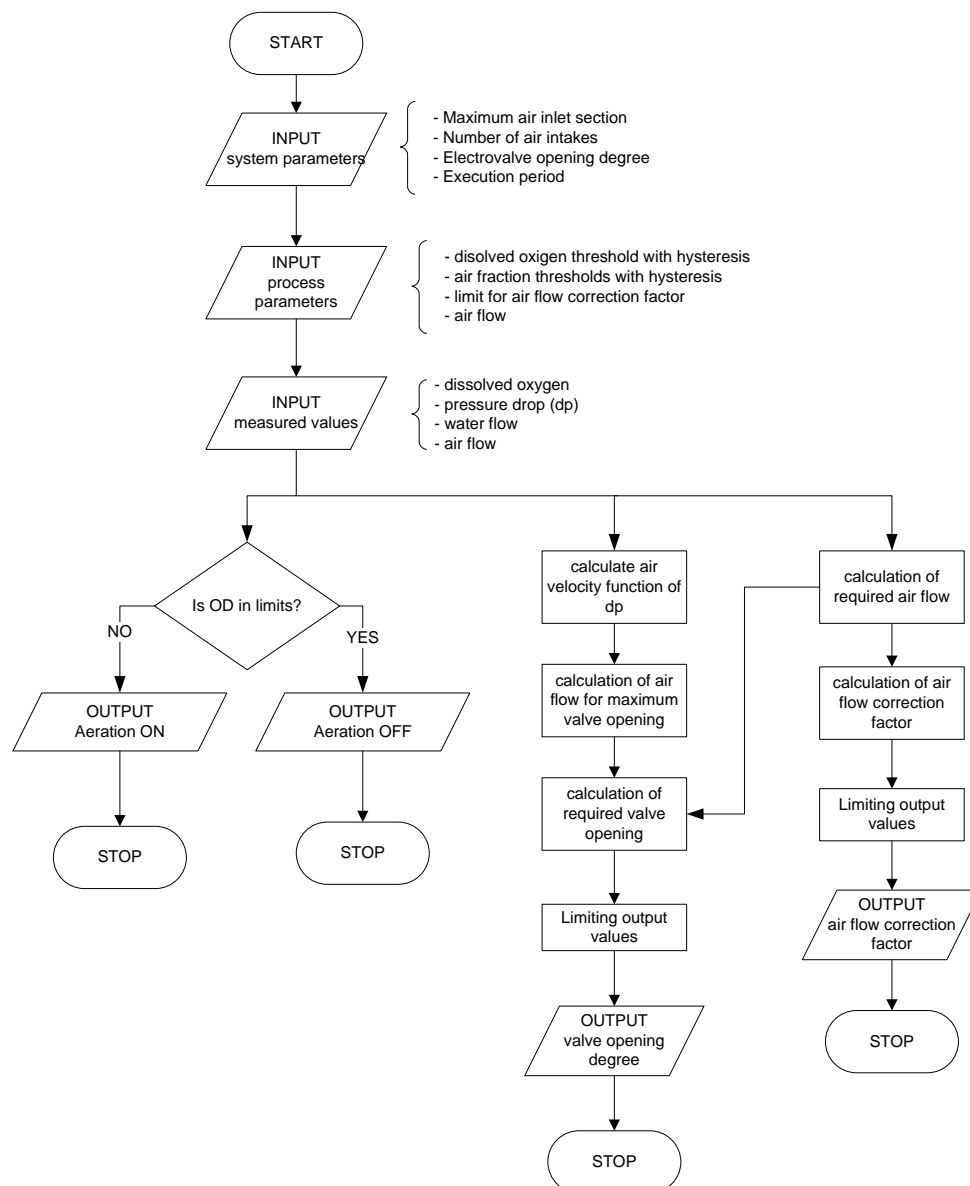 START
INPUT
system parameters
- Maximum air inlet section
- Number of air intakes
- Electrovalve opening degree
- Execution period
INPUT
process
parameters
- disolved oxigen threshold with hysteresis
- air fraction thresholds with hysteresis
- limit for air flow correction factor
- air flow
INPUT
measured values
- dissolved oxygen
- pressure drop (dp)
- water flow
- air flow
Is OD in limits?
NO
YES
OUTPUT
Aeration ON
OUTPUT
Aeration OFF
STOP
STOP
calculate air
velocity function of
dp
calculation of air
flow for maximum
valve opening
calculation of
required valve
opening
Limiting output
values
OUTPUT
valve opening
degree
STOP
calculation of
required air flow
calculation of air
flow correction
factor
Limiting output
values
OUTPUT
air flow correction
factor
STOP